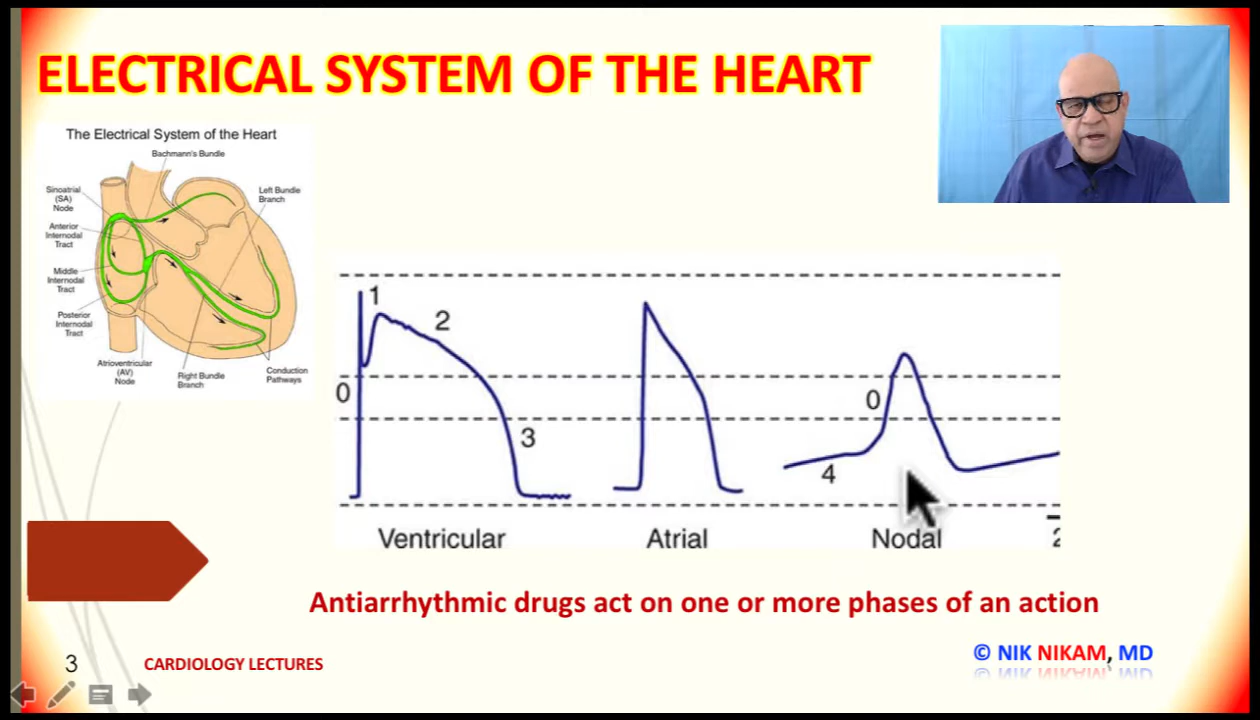 ELECTRICAL SYSTEM OF THE HEART
The Electrical System of the Heart
Bachmann's Bundle
Sinoatrial
(SA)
Node
Left Bundle
Branch
Anterior
Internodal
Tract
Middle
Internodal
Tract
Posterior
Internodal
Tract
Atrioventricular
(AV)
Node
Right Bundle
Branch
Conduction
Pathways
1
2
0
3
0
4
Ventricular
Atrial
Nodal
2
Antiarrhythmic drugs act on one or more phases of an action
3
CARDIOLOGY LECTURES
© NIK NIKAM, MD